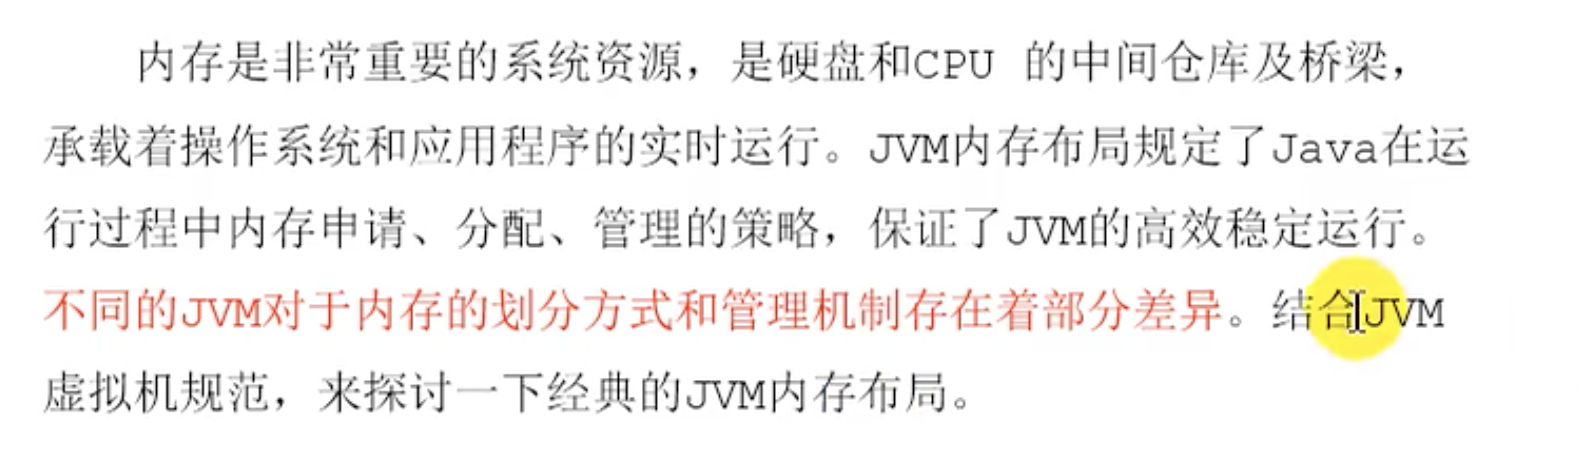 内存是非常重要的系统资源，是硬盘和CPU 的中间仓库及桥梁，
承载着操作系统和应用程序的实时运行。JVM内存布局规定了Java在运
行过程中内存申请、分配、管理的策略，保证了JVM的高效稳定运行。
不同的JVM对于内存的划分方式和管理机制存在着部分差异。结合JVM
虚拟机规范，来探讨一下经典的JVM内存布局。